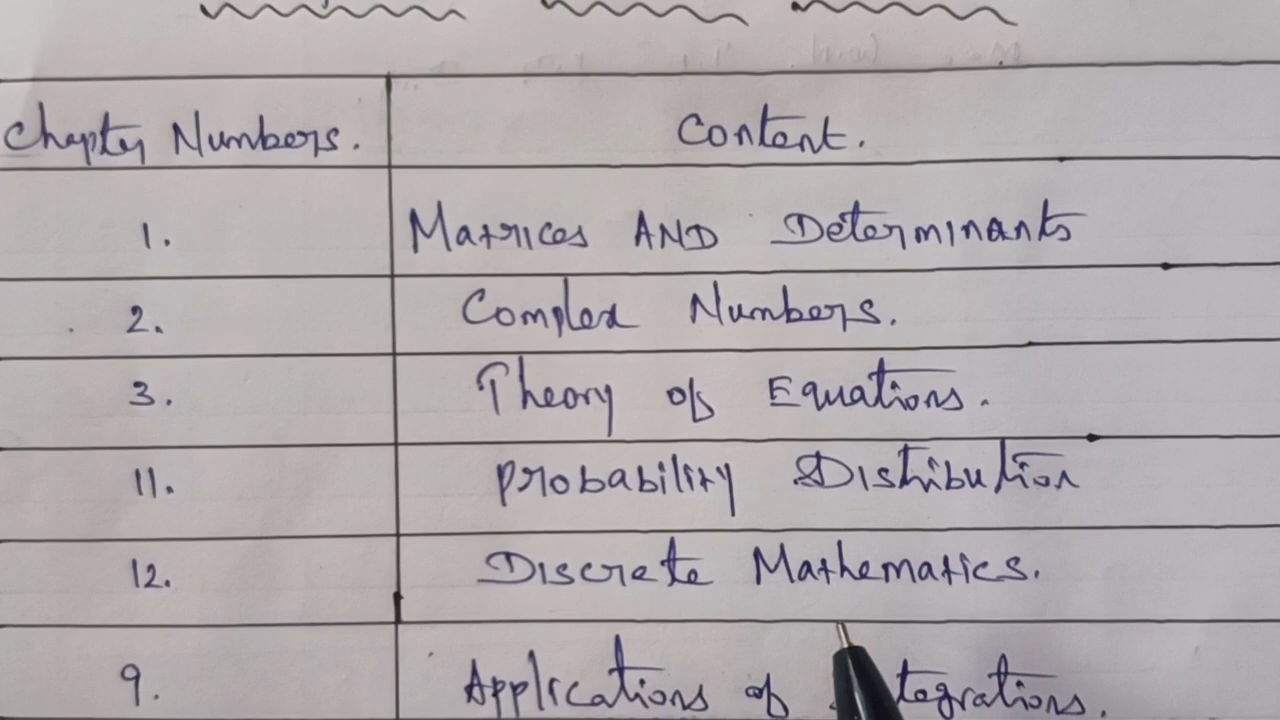 Chapter Numbers. Content.
1. Matrices AND Determinants
2. Complex Numbers.
3. Theory of Equations.
11. Probability Distribution
12. Discrete Mathematics.
9. Applications of